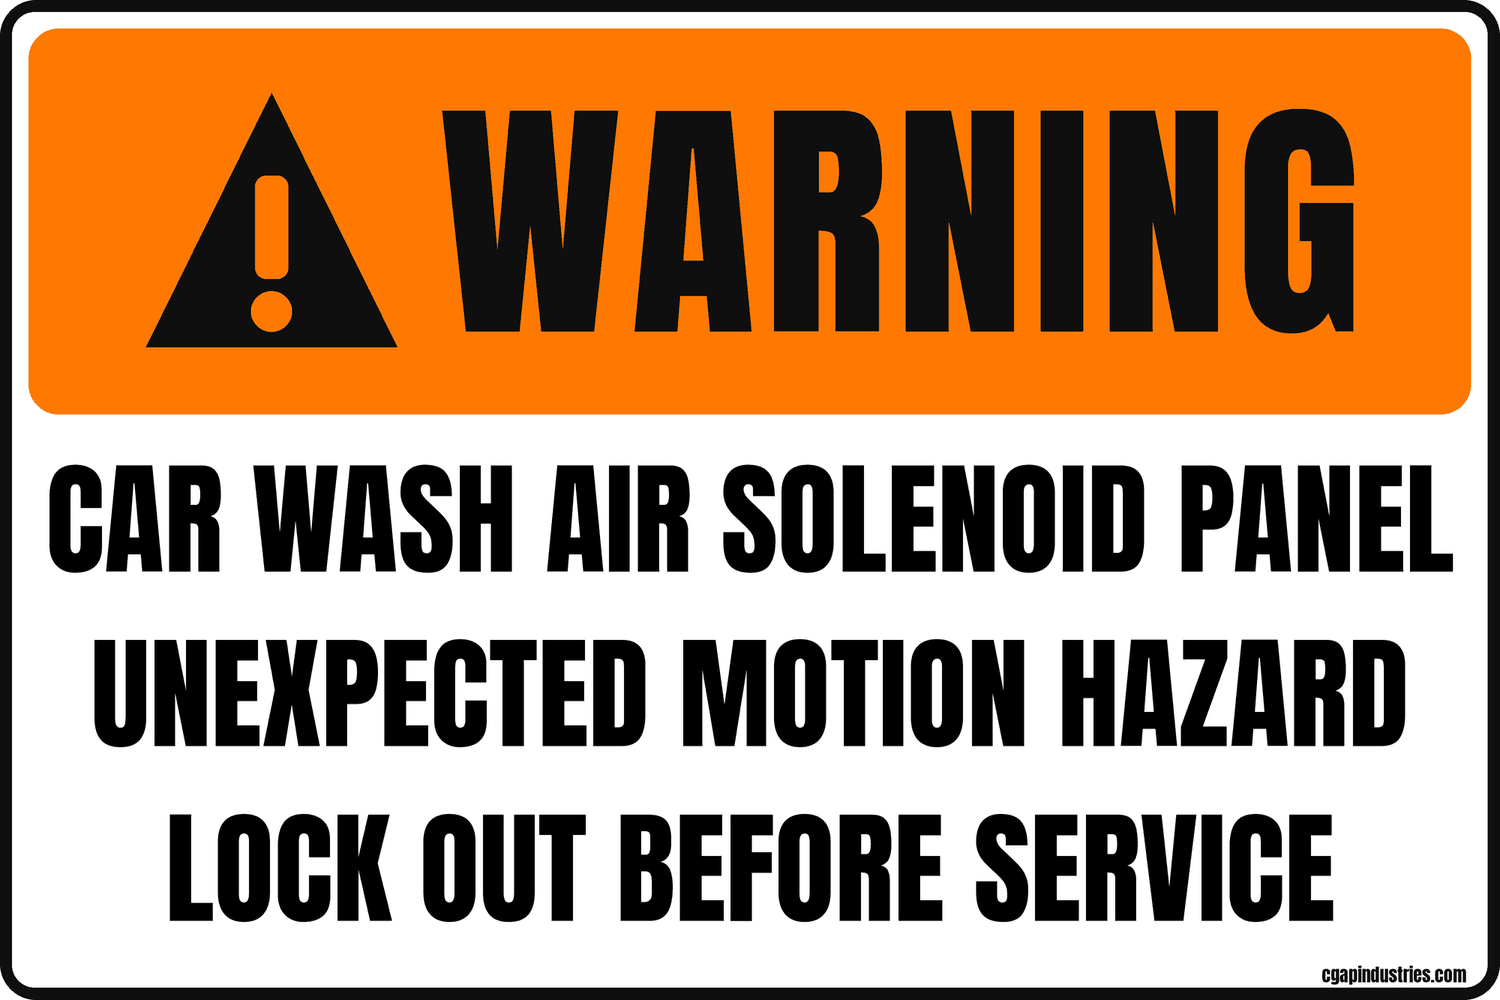 WARNING
CAR WASH AIR SOLENOID PANEL
UNEXPECTED MOTION HAZARD
LOCK OUT BEFORE SERVICE
cgapindustries.com